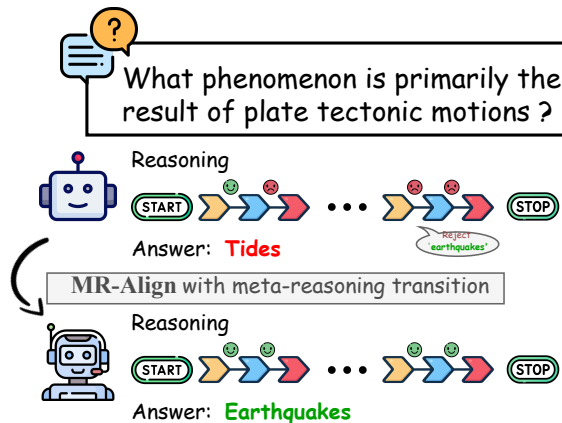 ?
What phenomenon is primarily the
result of plate tectonic motions ?
Reasoning
START
STOP
Answer: Tides
Reject
'earthquakes'
MR-Align with meta-reasoning transition
Reasoning
START
STOP
Answer: Earthquakes